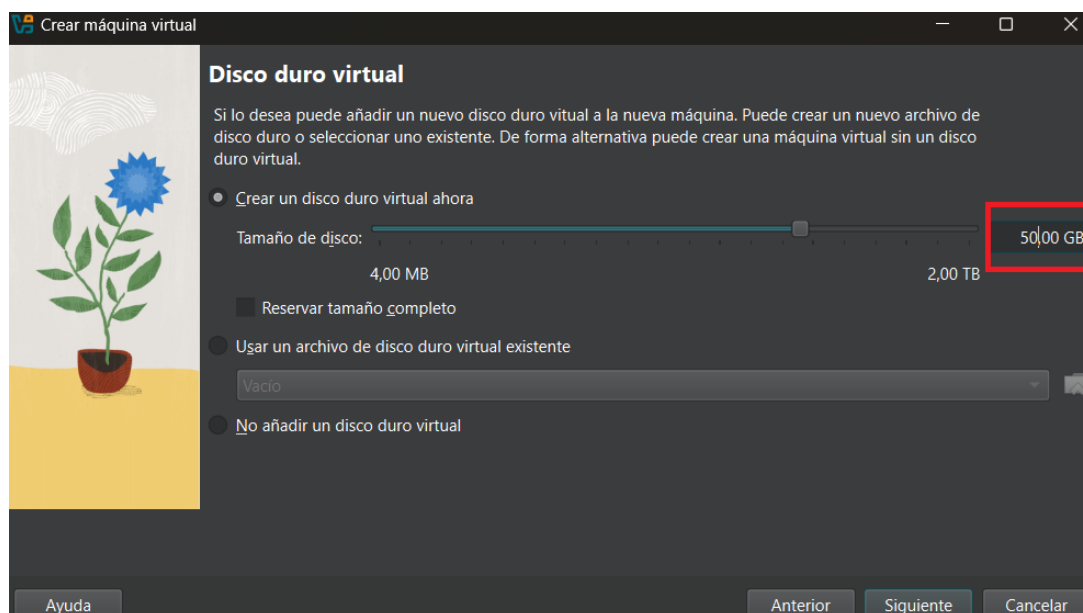 Crear máquina virtual
Disco duro virtual
Si lo desea puede añadir un nuevo disco duro vitual a la nueva máquina. Puede crear un nuevo archivo de
disco duro o seleccionar uno existente. De forma alternativa puede crear una máquina virtual sin un disco
duro virtual.
Crear un disco duro virtual ahora
Tamaño de disco:
50,00 GB
4,00 MB
2,00 TB
Reservar tamaño completo
Usar un archivo de disco duro virtual existente
Vacío
No añadir un disco duro virtual
Ayuda
Anterior
Siguiente
Cancelar